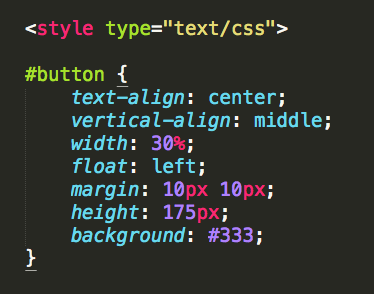 <style type="text/css">
#button {
text-align: center;
vertical-align: middle;
width: 30%;
float: left;
margin: 10px 10px;
height: 175px;
background: #333;
}